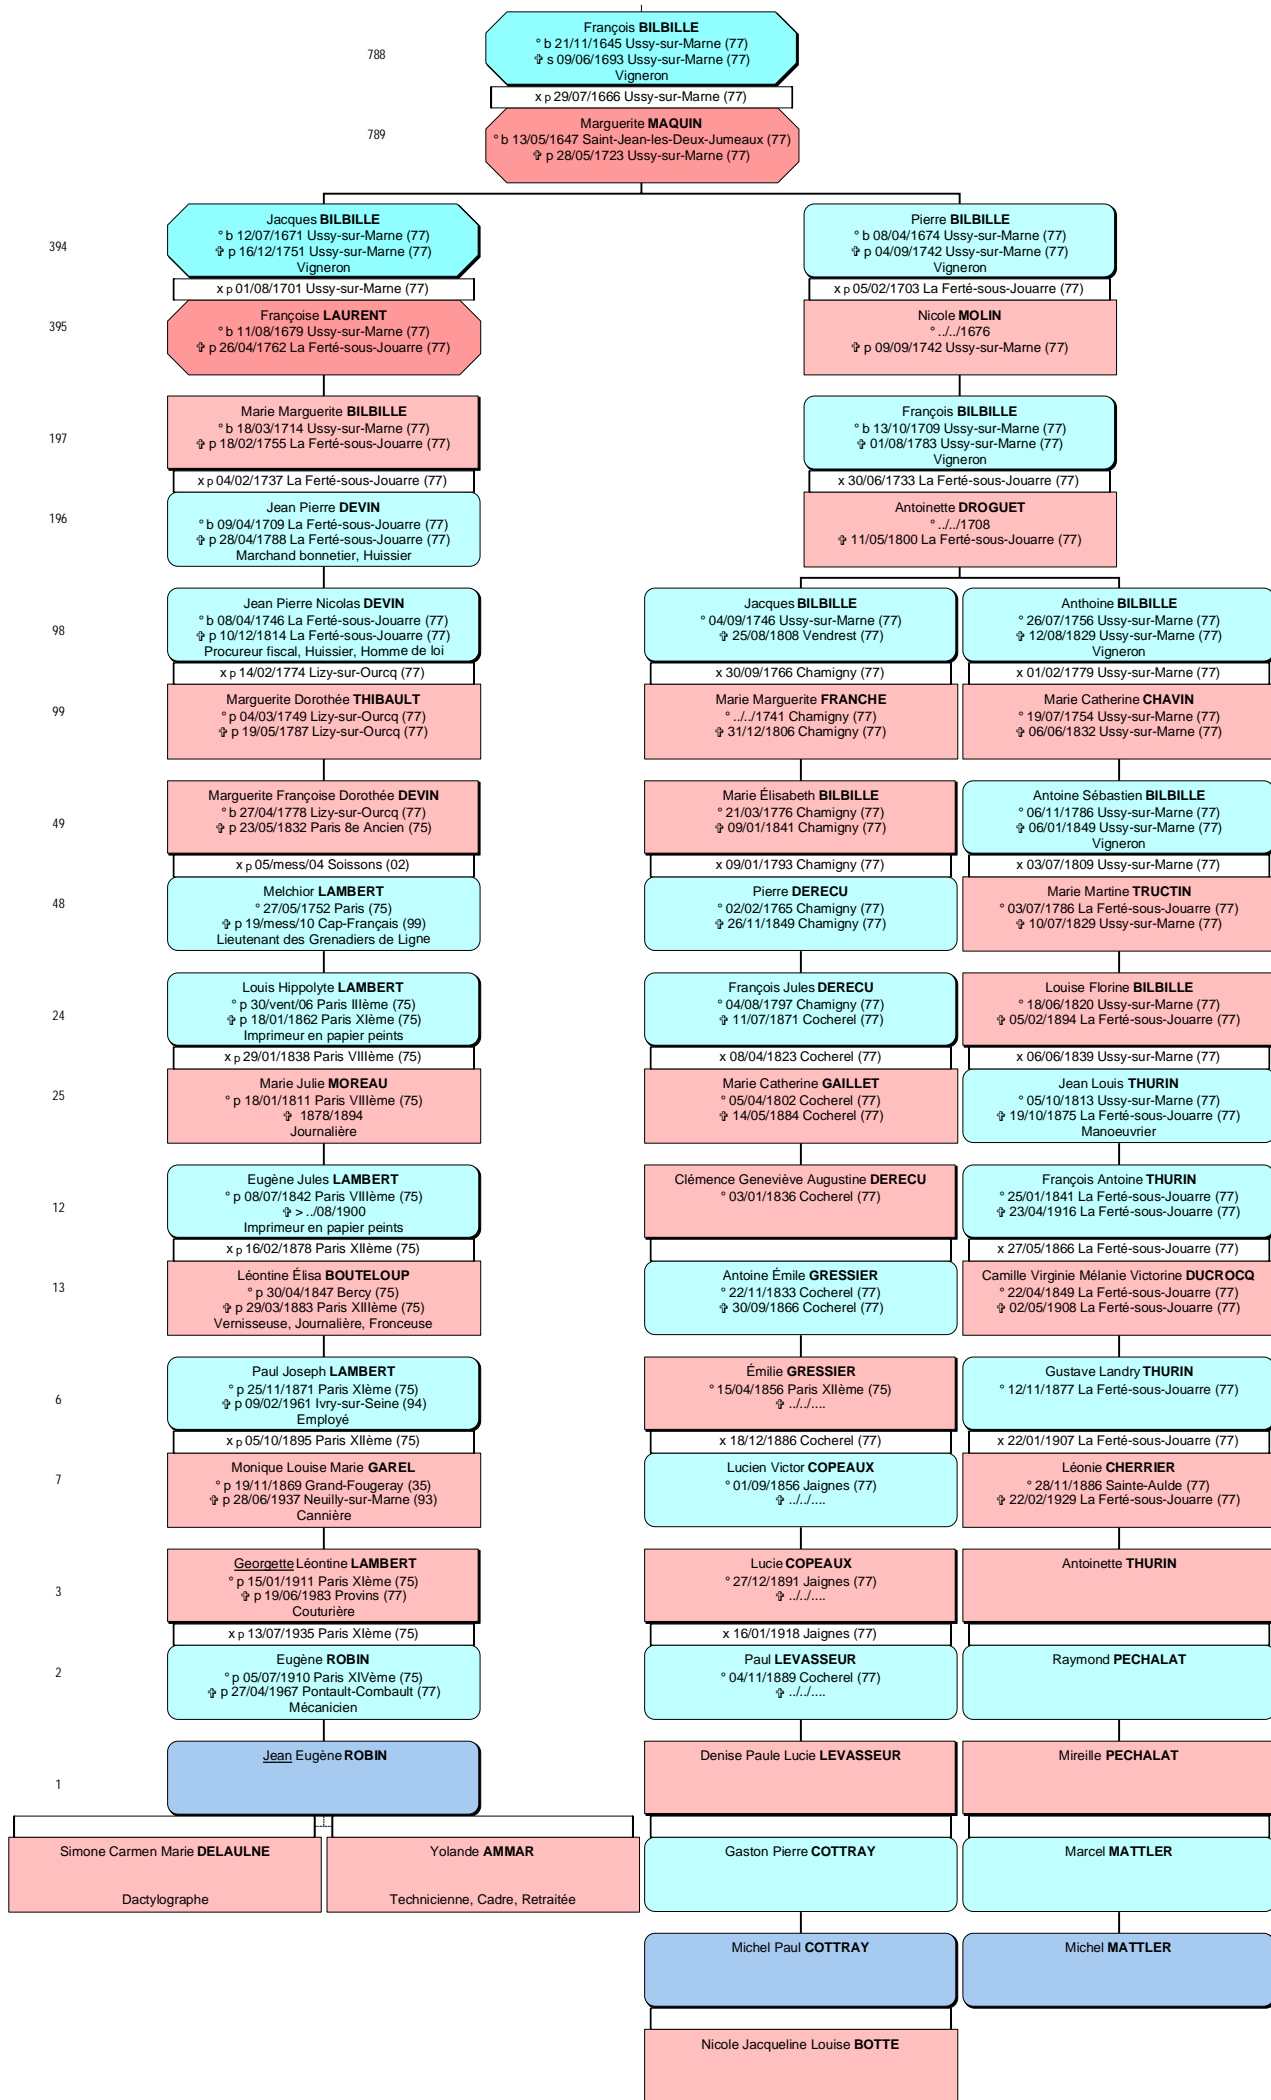 788
François BILBILLE
° b 21/11/1645 Ussy-sur-Marne (77)
✞ s 09/06/1693 Ussy-sur-Marne (77)
Vigneron
x p 29/07/1666 Ussy-sur-Marne (77)
789
Marguerite MAQUIN
° b 13/05/1647 Saint-Jean-les-Deux-Jumeaux (77)
✞ p 28/05/1723 Ussy-sur-Marne (77)
394
Jacques BILBILLE
° b 12/07/1671 Ussy-sur-Marne (77)
✞ p 16/12/1751 Ussy-sur-Marne (77)
Vigneron
x p 01/08/1701 Ussy-sur-Marne (77)
Pierre BILBILLE
° b 08/04/1674 Ussy-sur-Marne (77)
✞ p 04/09/1742 Ussy-sur-Marne (77)
Vigneron
x p 05/02/1703 La Ferté-sous-Jouarre (77)
395
Françoise LAURENT
° b 11/08/1679 Ussy-sur-Marne (77)
✞ p 26/04/1762 La Ferté-sous-Jouarre (77)
Nicole MOLIN
° ../../1676
✞ p 09/09/1742 Ussy-sur-Marne (77)
197
Marie Marguerite BILBILLE
° b 18/03/1714 Ussy-sur-Marne (77)
✞ p 18/02/1755 La Ferté-sous-Jouarre (77)
x p 04/02/1737 La Ferté-sous-Jouarre (77)
François BILBILLE
° b 13/10/1709 Ussy-sur-Marne (77)
✞ 01/08/1783 Ussy-sur-Marne (77)
Vigneron
x 30/06/1733 La Ferté-sous-Jouarre (77)
196
Jean Pierre DEVIN
° b 09/04/1709 La Ferté-sous-Jouarre (77)
✞ p 28/04/1788 La Ferté-sous-Jouarre (77)
Marchand bonnetier, Huissier
Antoinette DROGUET
° ../../1708
✞ 11/05/1800 La Ferté-sous-Jouarre (77)
98
Jean Pierre Nicolas DEVIN
° b 08/04/1746 La Ferté-sous-Jouarre (77)
✞ p 10/12/1814 La Ferté-sous-Jouarre (77)
Procureur fiscal, Huissier, Homme de loi
x p 14/02/1774 Lizy-sur-Ourcq (77)
Jacques BILBILLE
° 04/09/1746 Ussy-sur-Marne (77)
✞ 25/08/1808 Vendrest (77)
x 30/09/1766 Chamigny (77)
Anthoine BILBILLE
° 26/07/1756 Ussy-sur-Marne (77)
✞ 12/08/1829 Ussy-sur-Marne (77)
Vigneron
x 01/02/1779 Ussy-sur-Marne (77)
99
Marguerite Dorothée THIBAULT
° p 04/03/1749 Lizy-sur-Ourcq (77)
✞ p 19/05/1787 Lizy-sur-Ourcq (77)
Marie Marguerite FRANCHE
° ../../1741 Chamigny (77)
✞ 31/12/1806 Chamigny (77)
Marie Catherine CHAVIN
° 19/07/1754 Ussy-sur-Marne (77)
✞ 06/06/1832 Ussy-sur-Marne (77)
49
Marguerite Françoise Dorothée DEVIN
° b 27/04/1778 Lizy-sur-Ourcq (77)
✞ p 23/05/1832 Paris 8e Ancien (75)
x p 05/mess/04 Soissons (02)
Marie Élisabeth BILBILLE
° 21/03/1776 Chamigny (77)
✞ 09/01/1841 Chamigny (77)
x 09/01/1793 Chamigny (77)
Antoine Sébastien BILBILLE
° 06/11/1786 Ussy-sur-Marne (77)
✞ 06/01/1849 Ussy-sur-Marne (77)
Vigneron
x 03/07/1809 Ussy-sur-Marne (77)
48
Melchior LAMBERT
° 27/05/1752 Paris (75)
✞ p 19/mess/10 Cap-Français (99)
Lieutenant des Grenadiers de Ligne
Pierre DERECU
° 02/02/1765 Chamigny (77)
✞ 26/11/1849 Chamigny (77)
Marie Martine TRUCTIN
° 03/07/1786 La Ferté-sous-Jouarre (77)
✞ 10/07/1829 Ussy-sur-Marne (77)
24
Louis Hippolyte LAMBERT
° p 30/vent/06 Paris IIIème (75)
✞ p 18/01/1862 Paris XIème (75)
Imprimeur en papier peints
x p 29/01/1838 Paris VIIIème (75)
François Jules DERECU
° 04/08/1797 Chamigny (77)
✞ 11/07/1871 Cocherel (77)
x 08/04/1823 Cocherel (77)
Louise Florine BILBILLE
° 18/06/1820 Ussy-sur-Marne (77)
✞ 05/02/1894 La Ferté-sous-Jouarre (77)
x 06/06/1839 Ussy-sur-Marne (77)
25
Marie Julie MOREAU
° p 18/01/1811 Paris VIIIème (75)
✞ 1878/1894
Journalière
Marie Catherine GAILLET
° 05/04/1802 Cocherel (77)
✞ 14/05/1884 Cocherel (77)
Jean Louis THURIN
° 05/10/1813 Ussy-sur-Marne (77)
✞ 19/10/1875 La Ferté-sous-Jouarre (77)
Manoeuvrier
12
Eugène Jules LAMBERT
° p 08/07/1842 Paris VIIIème (75)
✞ > ../08/1900
Imprimeur en papier peints
x p 16/02/1878 Paris XIIème (75)
Clémence Geneviève Augustine DERECU
° 03/01/1836 Cocherel (77)
François Antoine THURIN
° 25/01/1841 La Ferté-sous-Jouarre (77)
✞ 23/04/1916 La Ferté-sous-Jouarre (77)
x 27/05/1866 La Ferté-sous-Jouarre (77)
13
Léontine Élisa BOUTELOUP
° p 30/04/1847 Bercy (75)
✞ p 29/03/1883 Paris XIIIème (75)
Vernisseuse, Journalière, Fronceuse
Antoine Émile GRESSIER
° 22/11/1833 Cocherel (77)
✞ 30/09/1866 Cocherel (77)
Camille Virginie Mélanie Victorine DUCROCQ
° 22/04/1849 La Ferté-sous-Jouarre (77)
✞ 02/05/1908 La Ferté-sous-Jouarre (77)
6
Paul Joseph LAMBERT
° p 25/11/1871 Paris XIème (75)
✞ p 09/02/1961 Ivry-sur-Seine (94)
Employé
x p 05/10/1895 Paris XIIème (75)
Émilie GRESSIER
° 15/04/1856 Paris XIIème (75)
✞ ../../....
x 18/12/1886 Cocherel (77)
Gustave Landry THURIN
° 12/11/1877 La Ferté-sous-Jouarre (77)
x 22/01/1907 La Ferté-sous-Jouarre (77)
7
Monique Louise Marie GAREL
° p 19/11/1869 Grand-Fougeray (35)
✞ p 28/06/1937 Neuilly-sur-Marne (93)
Cannière
Lucien Victor COPEAUX
° 01/09/1856 Jaignes (77)
✞ ../../....
Léonie CHERRIER
° 28/11/1886 Sainte-Aulde (77)
✞ 22/02/1929 La Ferté-sous-Jouarre (77)
3
Georgette Léontine LAMBERT
° p 15/01/1911 Paris XIème (75)
✞ p 19/06/1983 Provins (77)
Couturière
x p 13/07/1935 Paris XIème (75)
Lucie COPEAUX
° 27/12/1891 Jaignes (77)
✞ ../../....
x 16/01/1918 Jaignes (77)
Antoinette THURIN
2
Eugène ROBIN
° p 05/07/1910 Paris XIVème (75)
✞ p 27/04/1967 Pontault-Combault (77)
Mécanicien
Paul LEVASSEUR
° 04/11/1889 Cocherel (77)
✞ ../../....
Raymond PECHALAT
1
Jean Eugène ROBIN
Denise Paule Lucie LEVASSEUR
Mireille PECHALAT
Simone Carmen Marie DELAULNE
Dactylographe
Yolande AMMAR
Technicienne, Cadre, Retraitée
Gaston Pierre COTTRAY
Marcel MATTLER
Michel Paul COTTRAY
Michel MATTLER
Nicole Jacqueline Louise BOTTE